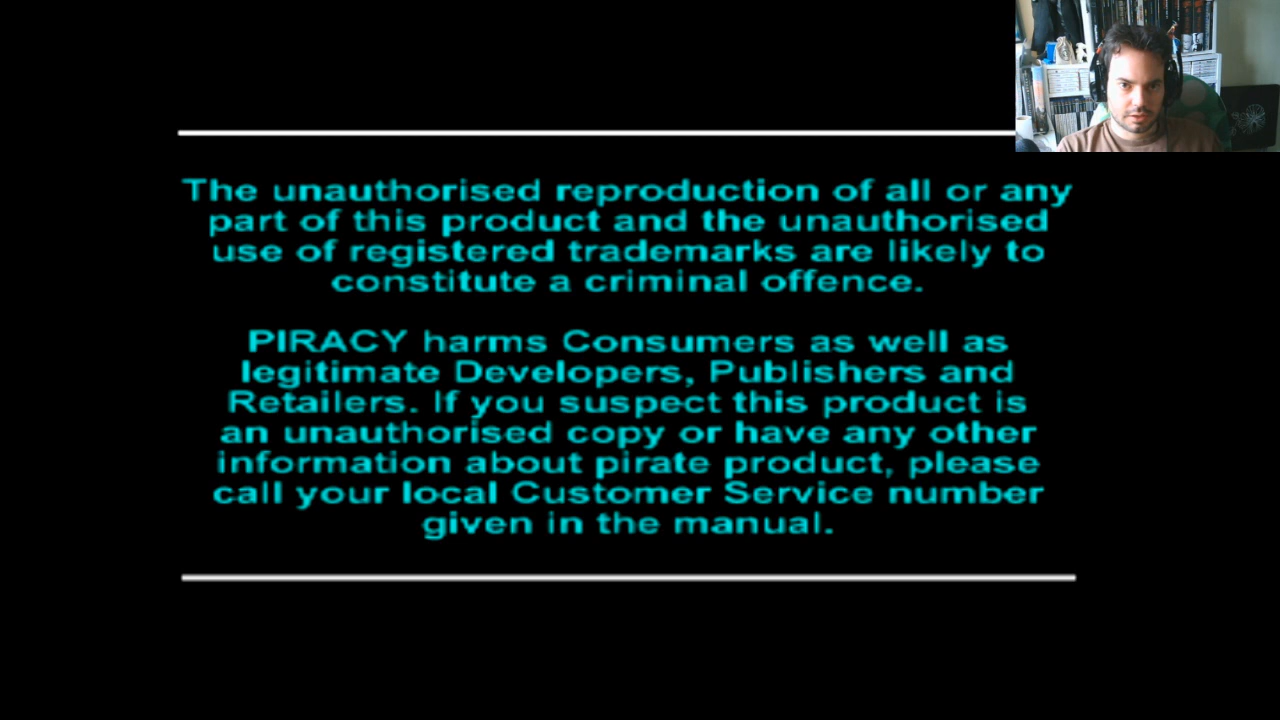 The unauthorised reproduction of all or any
part of this product and the unauthorised
use of registered trademarks are likely to
constitute a criminal offence.
PIRACY harms Consumers as well as
legitimate Developers, Publishers and
Retailers. If you suspect this product is
an unauthorised copy or have any other
information about pirate product, please
call your local Customer Service number
given in the manual.